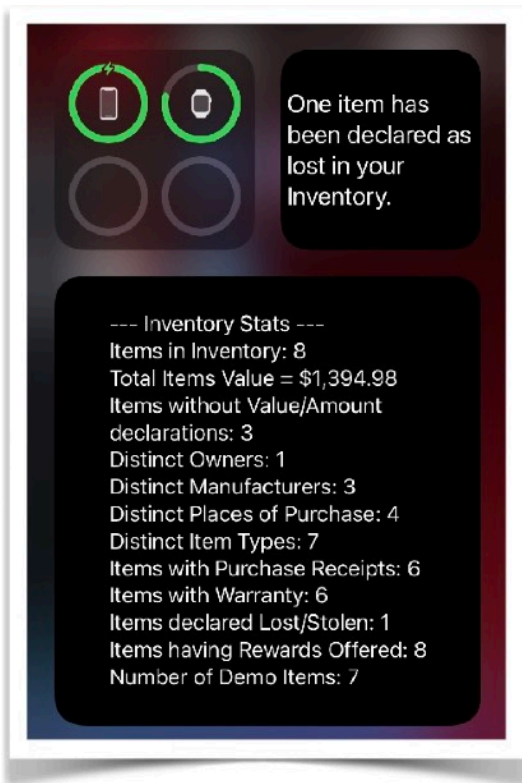 One item has
been declared as
lost in your
Inventory.
--- Inventory Stats ---
Items in Inventory: 8
Total Items Value = $1,394.98
Items without Value/Amount
declarations: 3
Distinct Owners: 1
Distinct Manufacturers: 3
Distinct Places of Purchase: 4
Distinct Item Types: 7
Items with Purchase Receipts: 6
Items with Warranty: 6
Items declared Lost/Stolen: 1
Items having Rewards Offered: 8
Number of Demo Items: 7